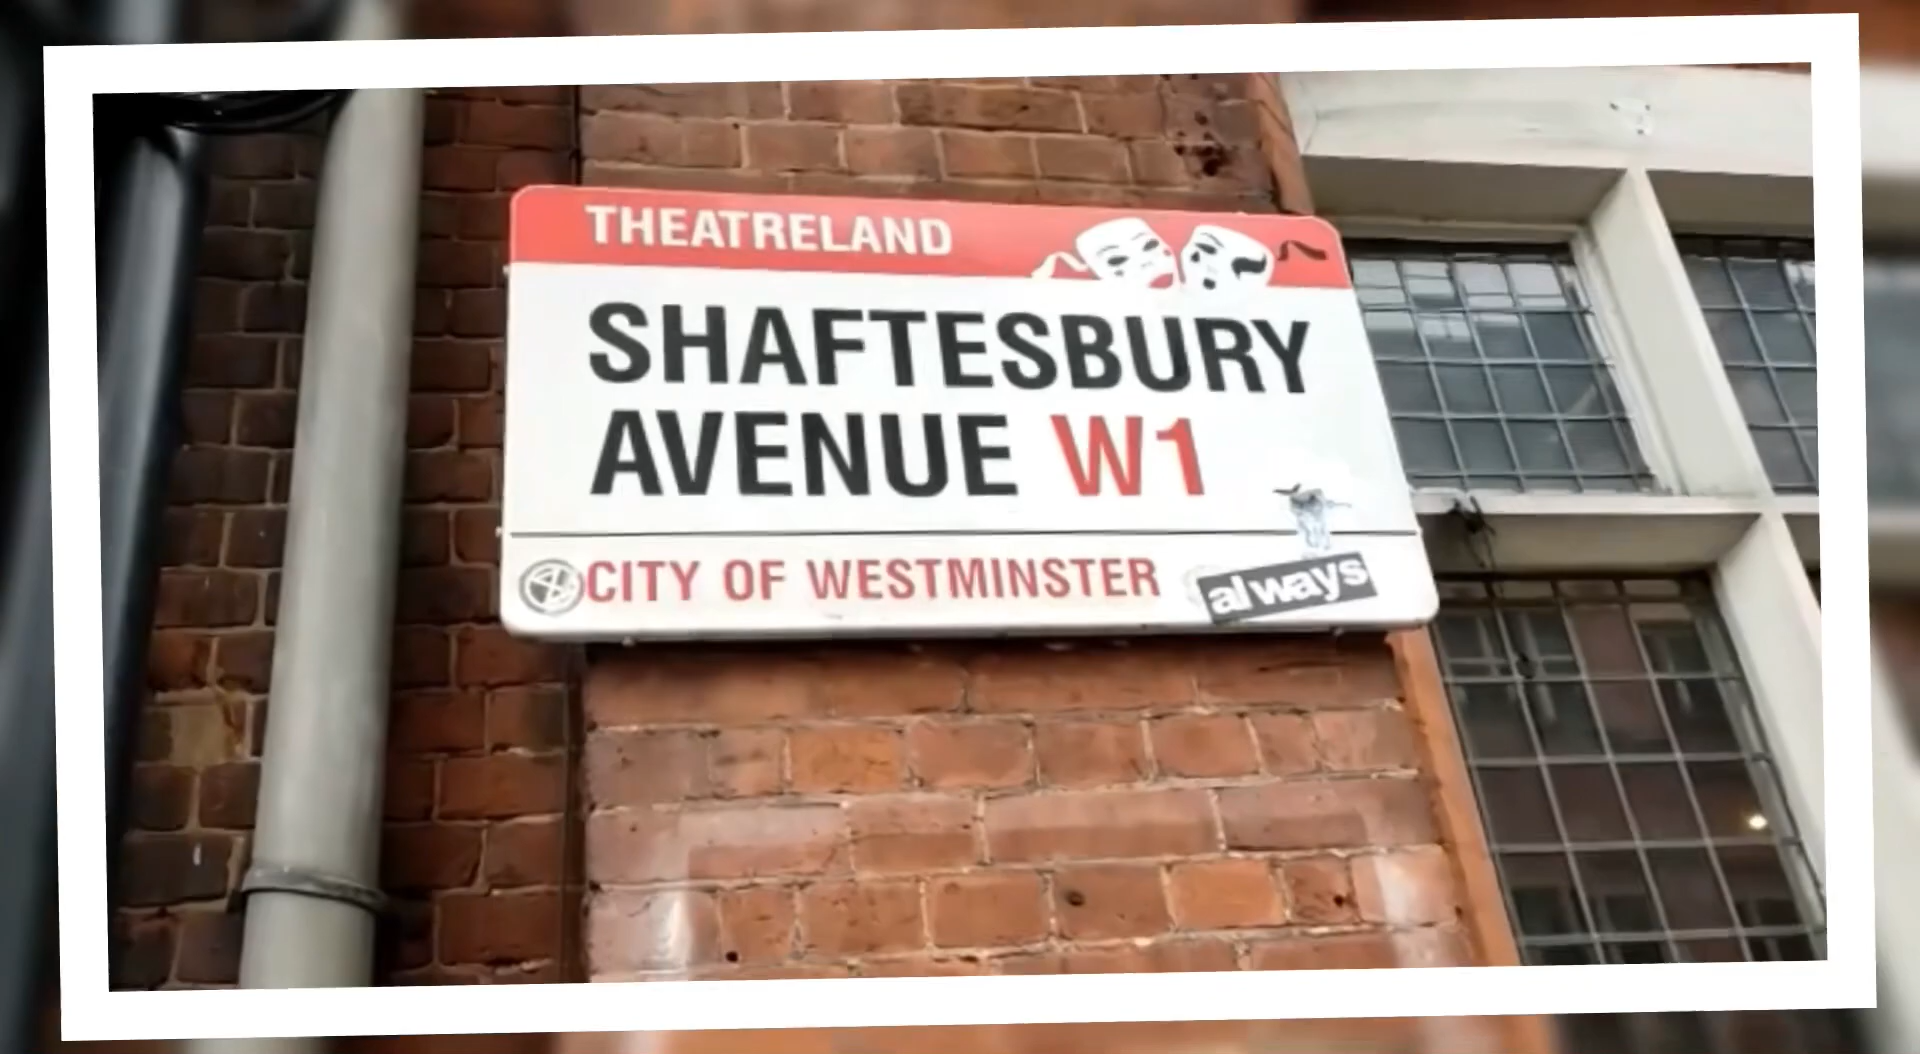 THEATRELAND
SHAFTESBURY
AVENUE W1
CITY OF WESTMINSTER
always